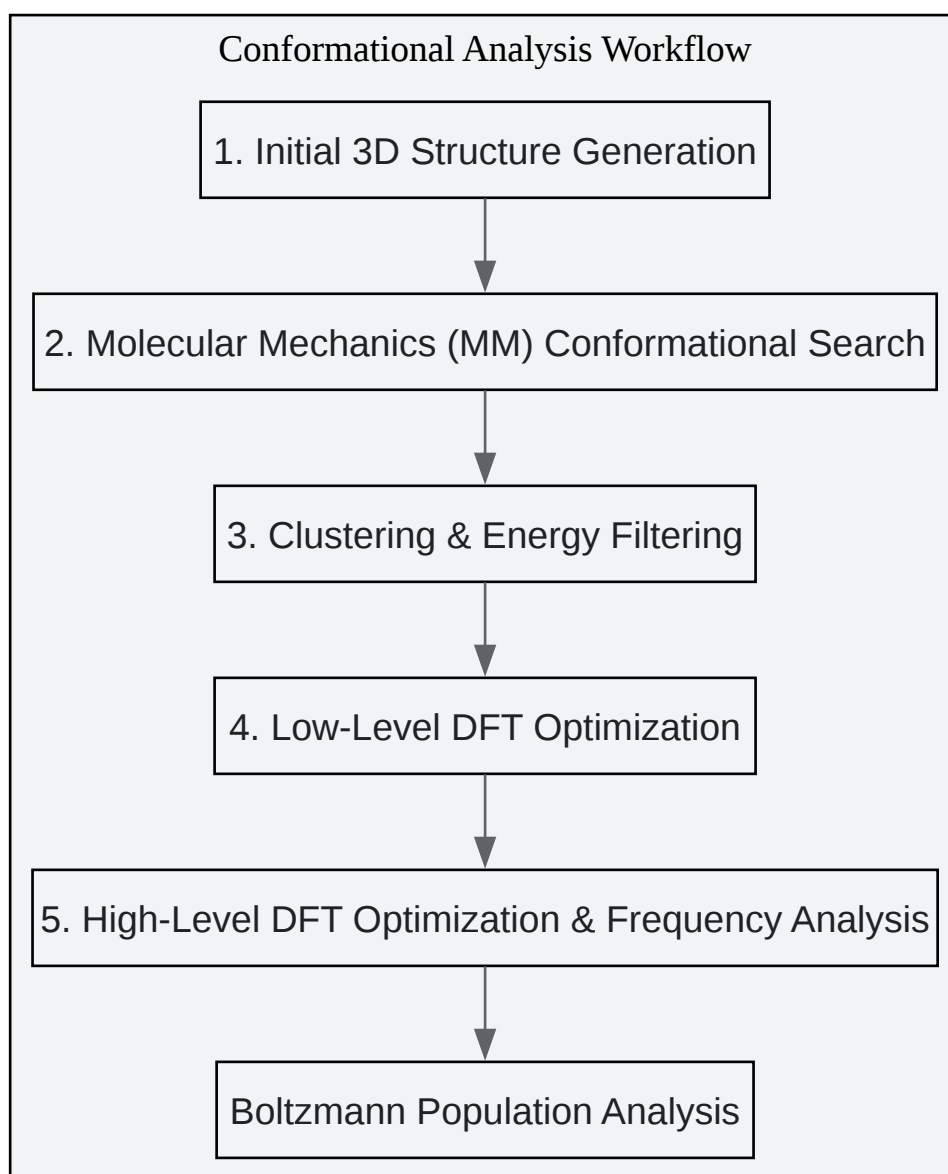 Conformational Analysis Workflow
1. Initial 3D Structure Generation
2. Molecular Mechanics (MM) Conformational Search
3. Clustering & Energy Filtering
4. Low-Level DFT Optimization
5. High-Level DFT Optimization & Frequency Analysis
Boltzmann Population Analysis